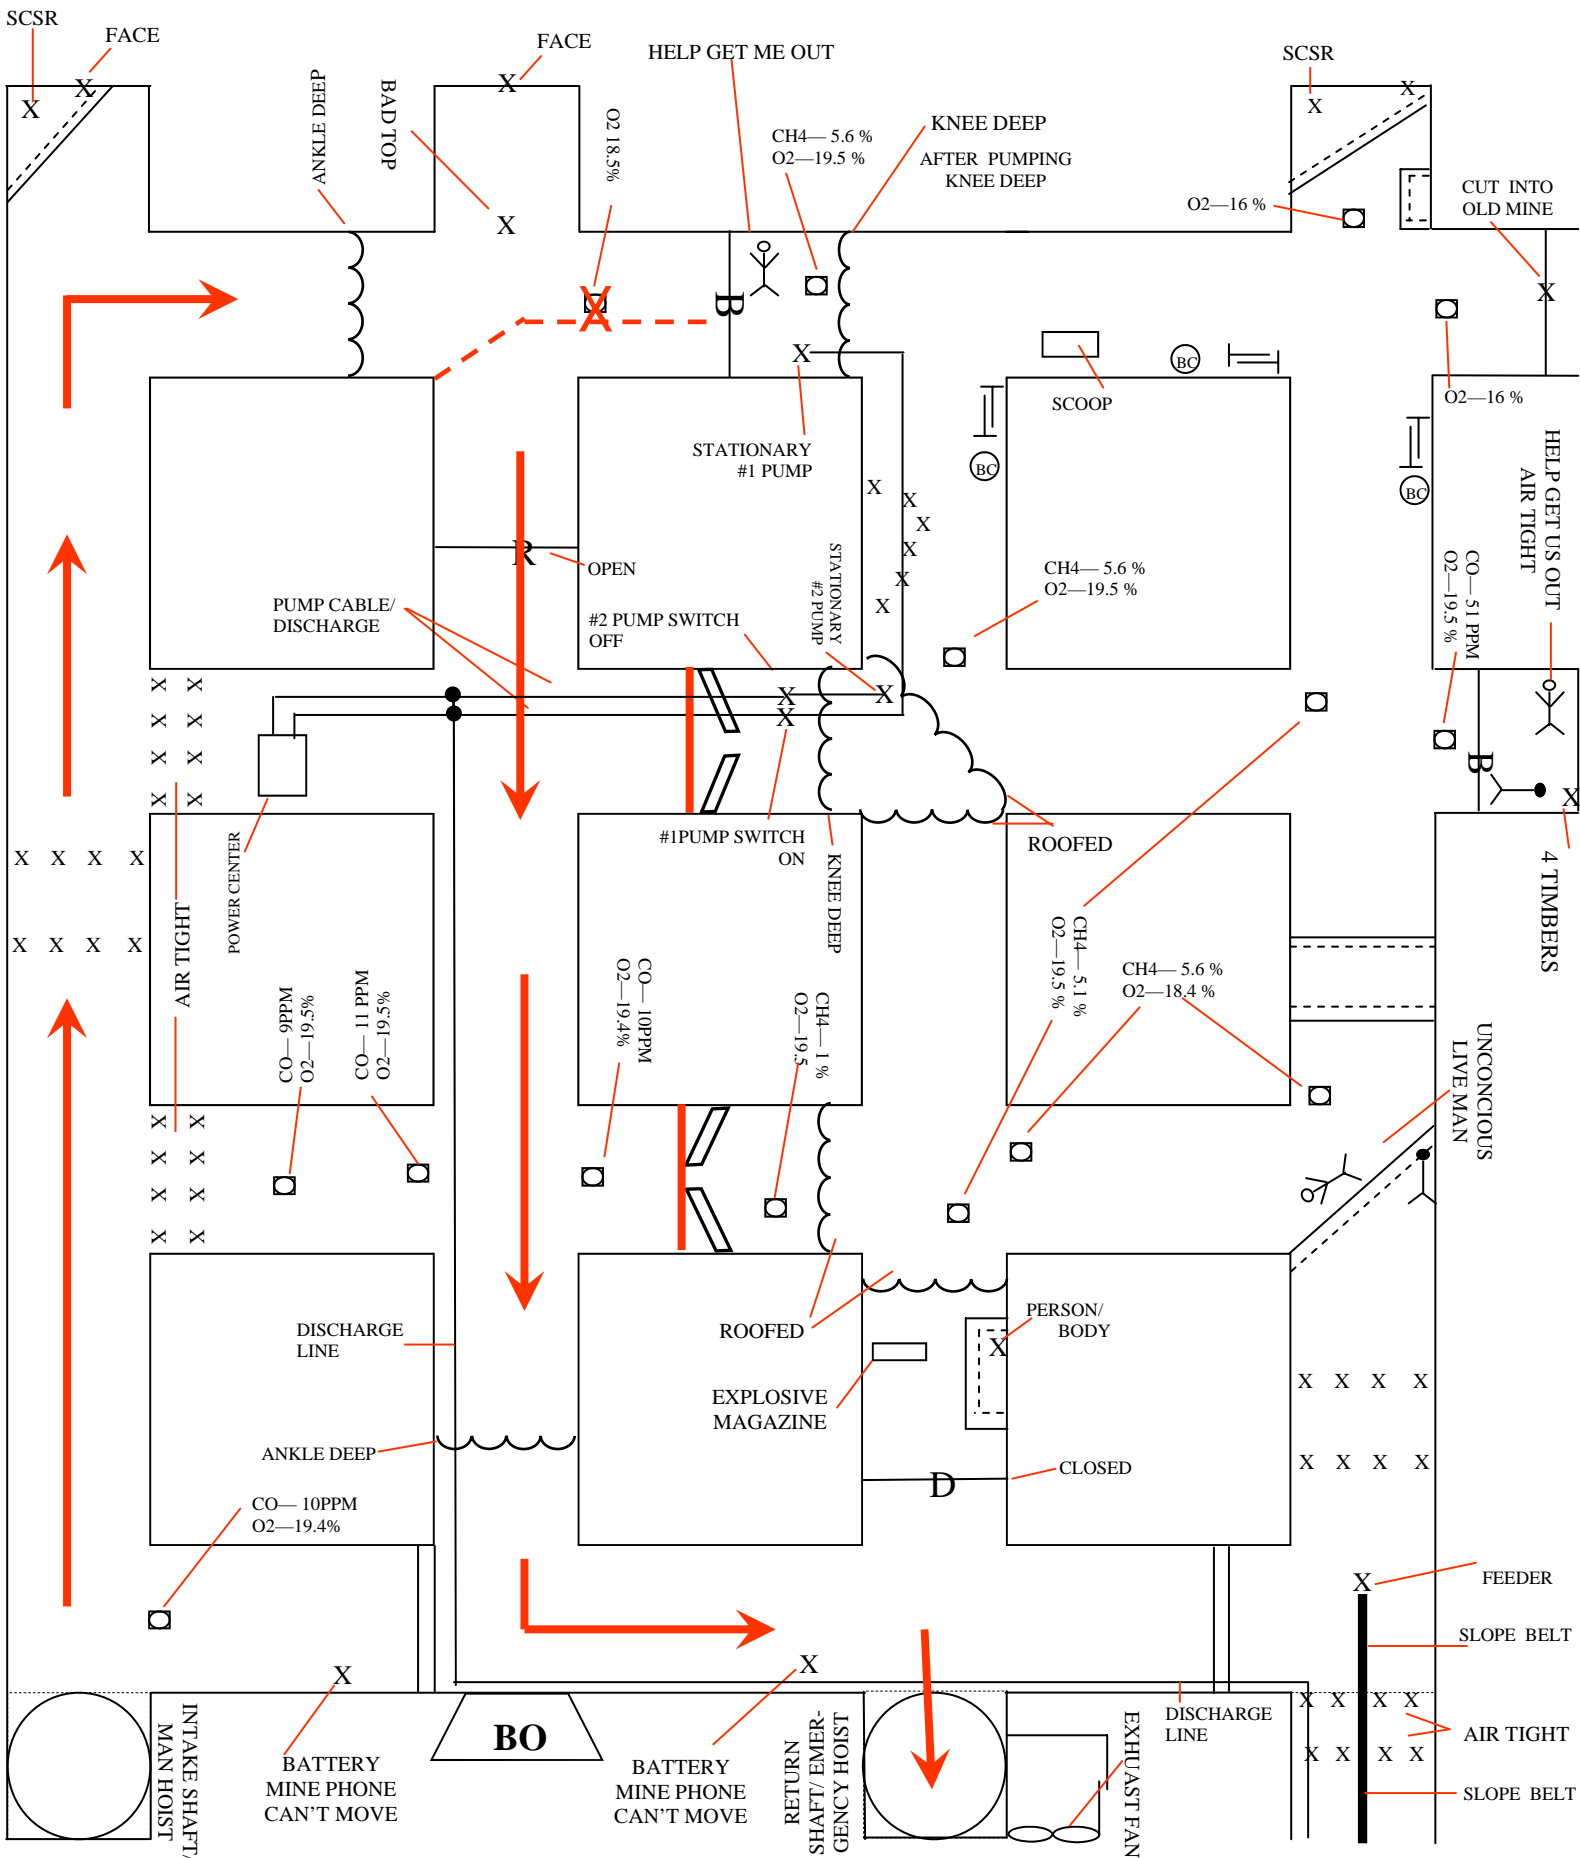 SCSR
FACE
FACE
HELP GET ME OUT
SCSR
ANKLE DEEP
BAD TOP
O2 18.5%
CH4— 5.6 %
O2—19.5 %
KNEE DEEP
AFTER PUMPING
KNEE DEEP
O2—16 %
CUT INTO
OLD MINE
X
X
X
X
X
X
X
X
X
B
BC
SCOOP
O2—16 %
STATIONARY
#1 PUMP
BC
BC
HELP GET US OUT
AIR TIGHT
X
X
X
X
X
X
R
OPEN
STATIONARY
#2 PUMP
CH4— 5.6 %
O2—19.5 %
CO— 51 PPM
O2—19.5 %
PUMP CABLE/
DISCHARGE
#2 PUMP SWITCH
OFF
X X
X X
X X
X X
X
X
X
B
X
POWER CENTER
#1PUMP SWITCH
ON
KNEE DEEP
ROOFED
4 TIMBERS
X X X X
X X X X
AIR TIGHT
CO— 9PPM
O2—19.5%
CO— 11 PPM
O2—19.5%
CO— 10PPM
O2—19.4%
CH4— 1 %
O2—19.5
CH4— 5.1 %
O2—19.5 %
CH4— 5.6 %
O2—18.4 %
UNCONCIOUS
LIVE MAN
X X
X X
X X
X X
DISCHARGE
LINE
ROOFED
PERSON/
BODY
X
EXPLOSIVE
MAGAZINE
X X X X
X X X X
ANKLE DEEP
CLOSED
D
CO— 10PPM
O2—19.4%
X
FEEDER
SLOPE BELT
X
X
INTAKE SHAFT/
MAN HOIST
BATTERY
MINE PHONE
CAN'T MOVE
BO
BATTERY
MINE PHONE
CAN'T MOVE
RETURN
SHAFT/ EMER-
GENCY HOIST
EXHUAST FAN
DISCHARGE
LINE
X X X X
X X X X
AIR TIGHT
SLOPE BELT